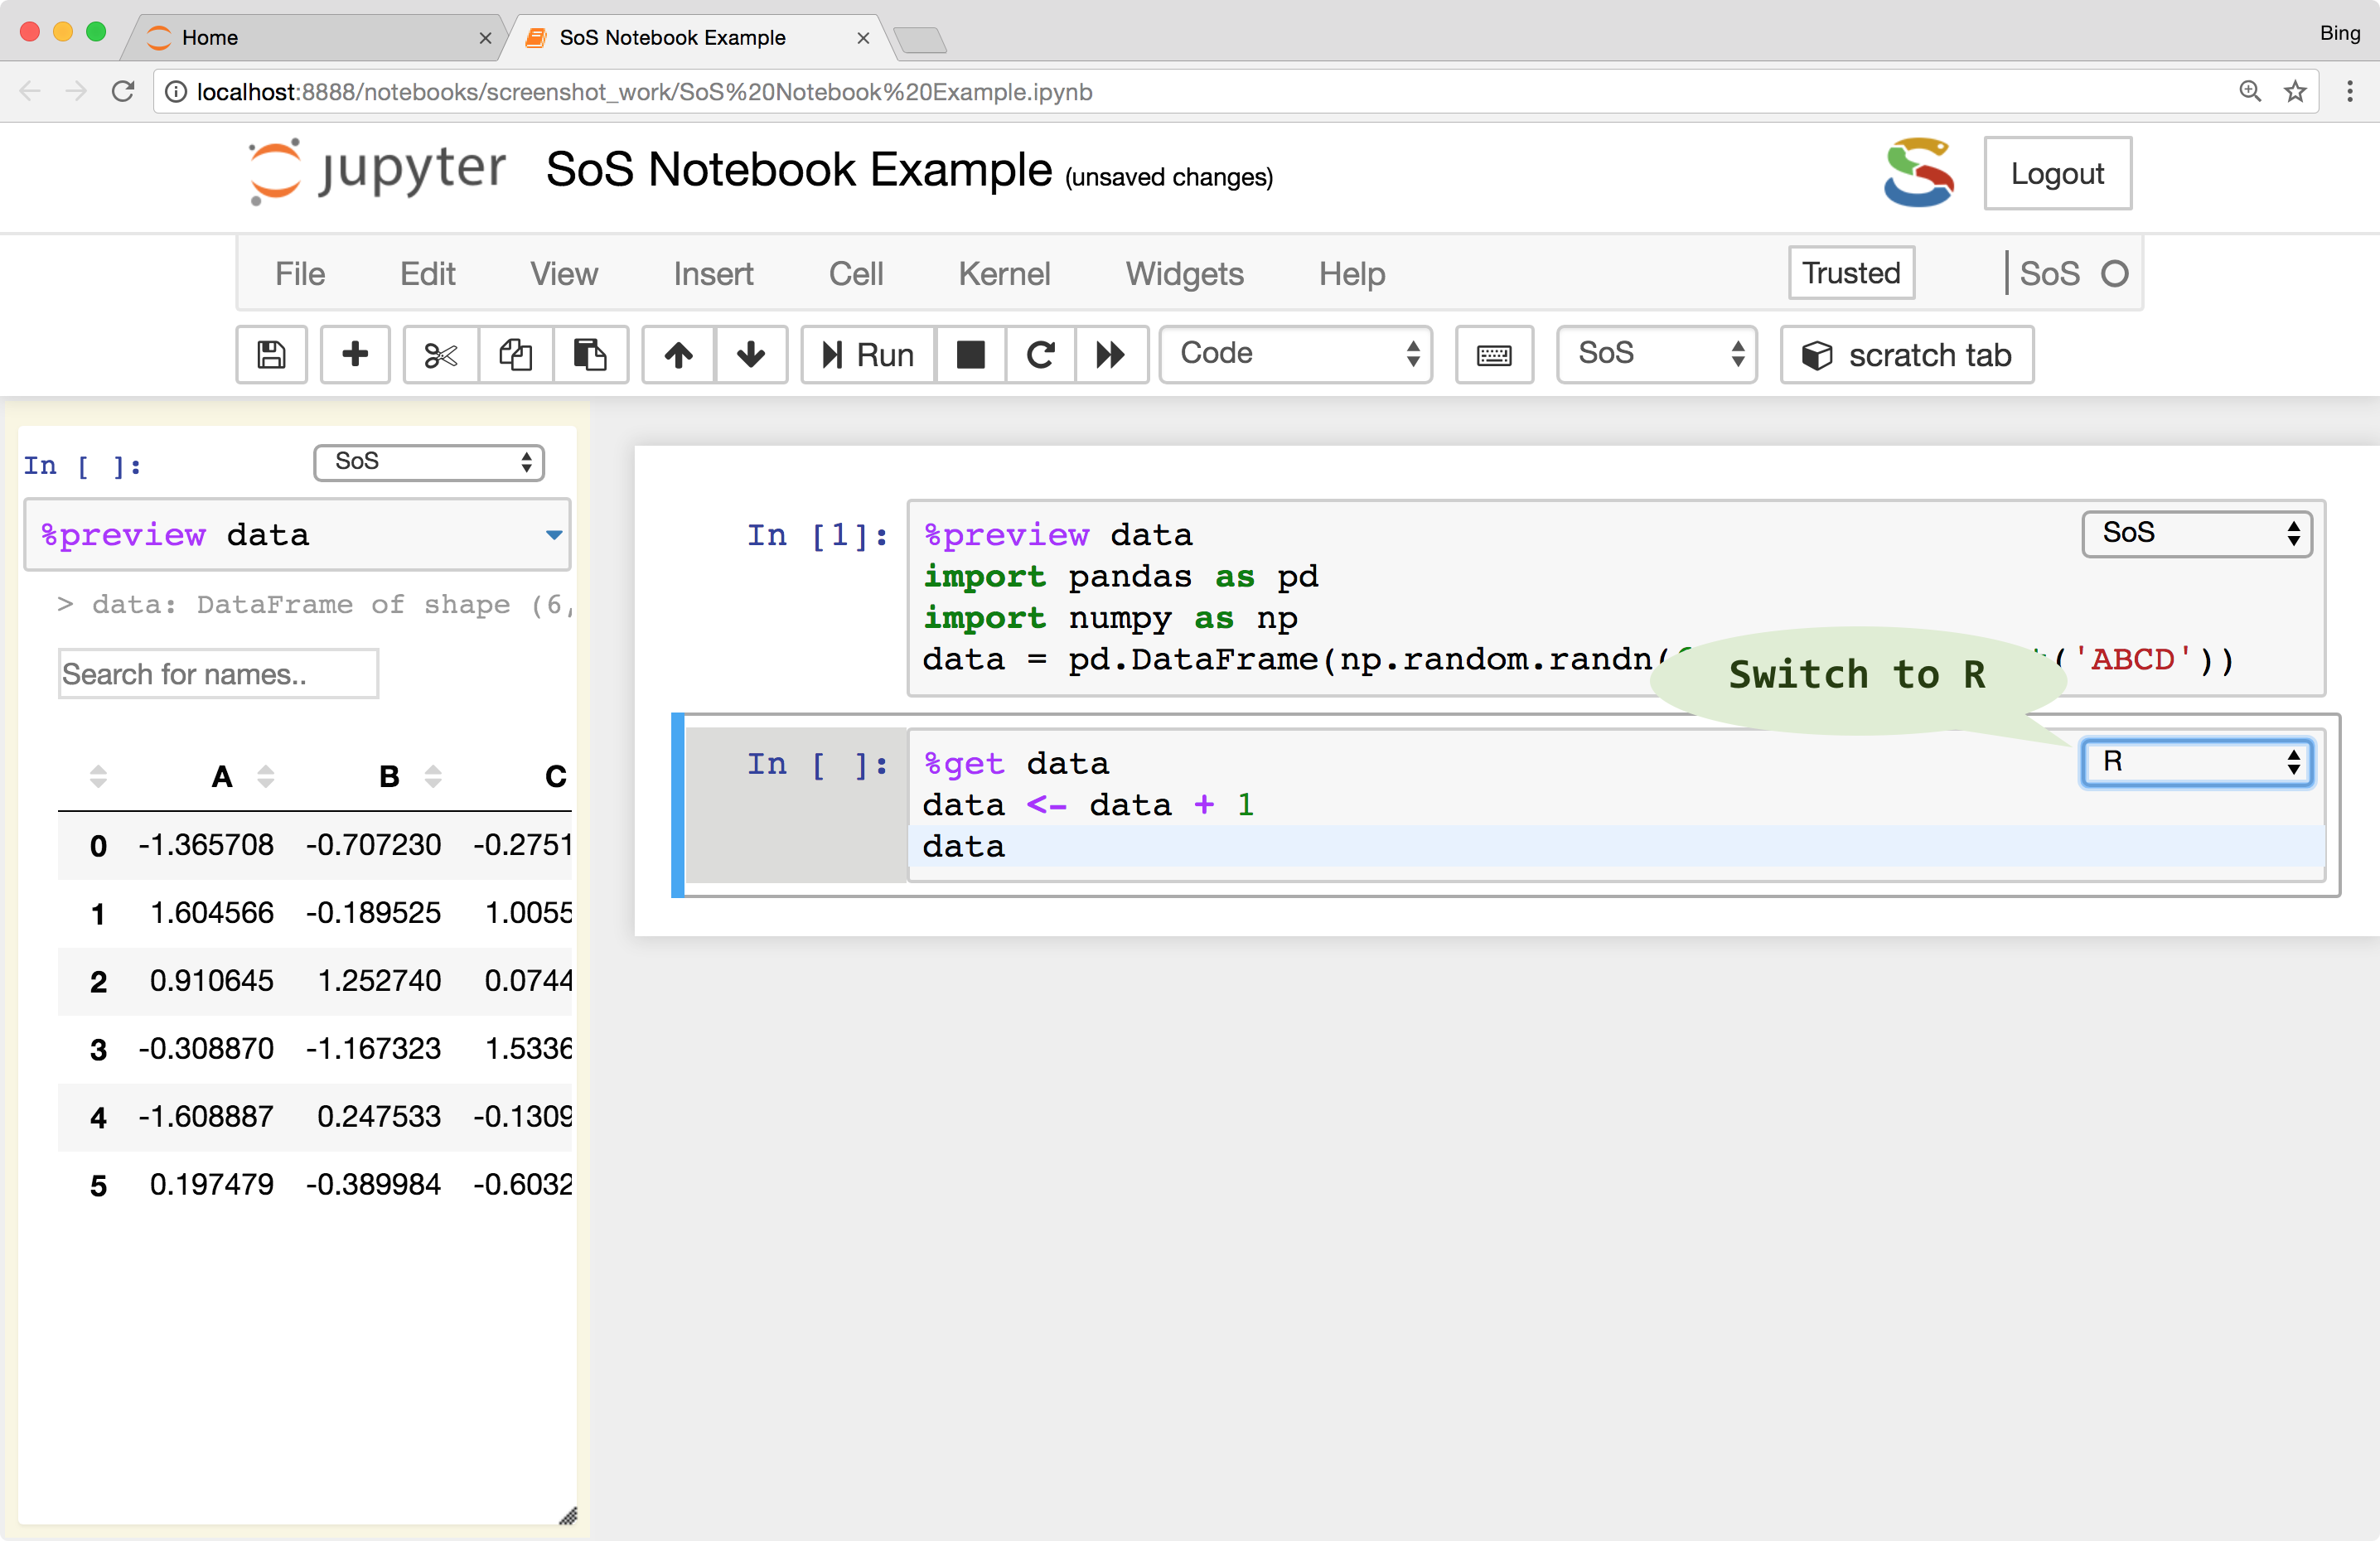 Home
SoS Notebook Example
Bing
localhost:8888/notebooks/screenshot_work/SoS%20Notebook%20Example.ipynb
jupyter SoS Notebook Example (unsaved changes)
Logout
File Edit View Insert Cell Kernel Widgets Help Trusted SoS
Run Code SoS scratch tab
In [ ]: SoS
%preview data
> data: DataFrame of shape (6,
Search for names..
A B C
0 -1.365708 -0.707230 -0.2751
1 1.604566 -0.189525 1.0055
2 0.910645 1.252740 0.0744
3 -0.308870 -1.167323 1.5336
4 -1.608887 0.247533 -0.1309
5 0.197479 -0.389984 -0.6032
In [1]: %preview data SoS
import pandas as pd
import numpy as np
data = pd.DataFrame(np.random.randn( ('ABCD'))
Switch to R
In [ ]: %get data R
data <- data + 1
data